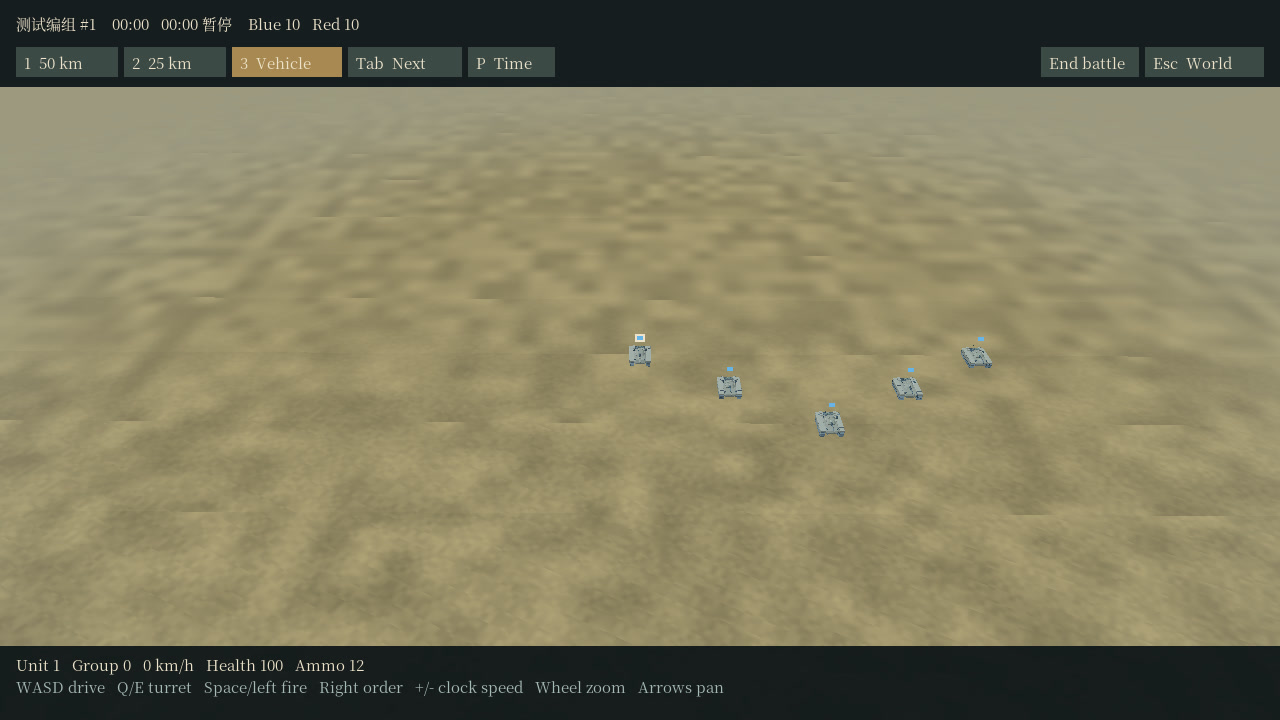 测试编组 #1 00:00 00:00 暂停 Blue 10 Red 10
1 50 km 2 25 km 3 Vehicle Tab Next P Time End battle Esc World
Unit 1 Group 0 0 km/h Health 100 Ammo 12
WASD drive Q/E turret Space/left fire Right order +/- clock speed Wheel zoom Arrows pan